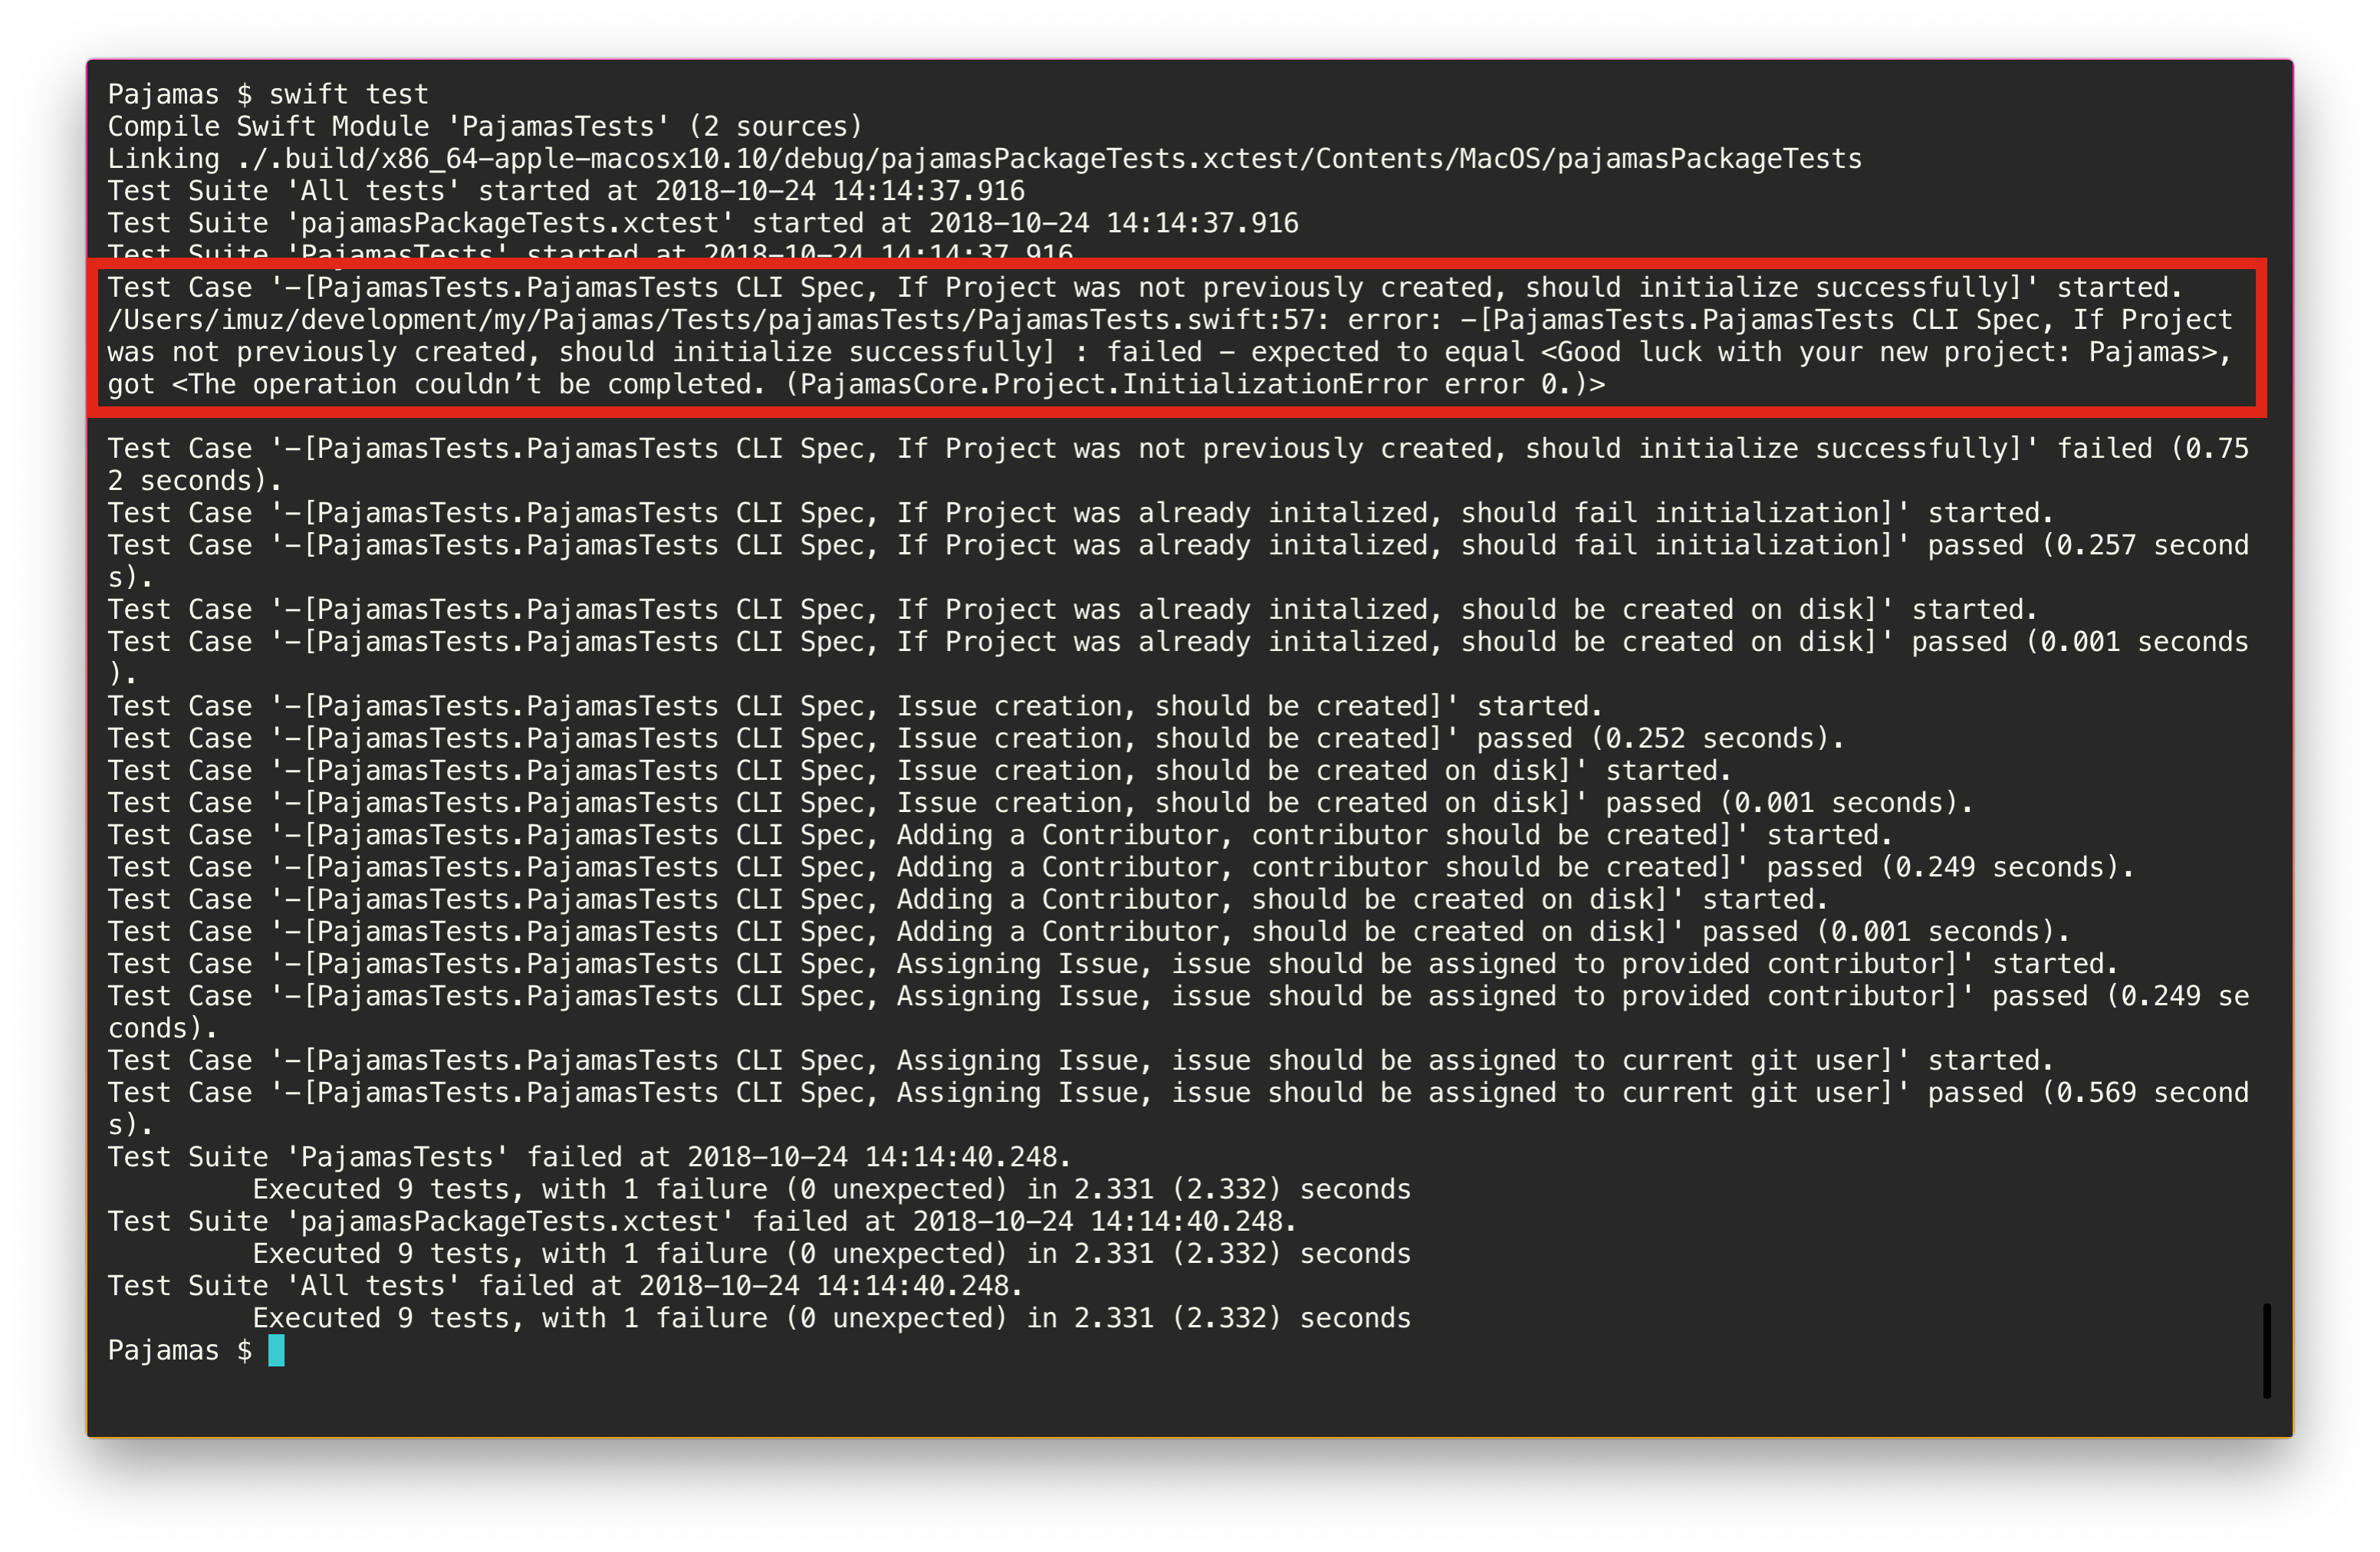 Pajamas $ swift test
Compile Swift Module 'PajamasTests' (2 sources)
Linking ./.build/x86_64-apple-macosx10.10/debug/pajamasPackageTests.xctest/Contents/MacOS/pajamasPackageTests
Test Suite 'All tests' started at 2018-10-24 14:14:37.916
Test Suite 'pajamasPackageTests.xctest' started at 2018-10-24 14:14:37.916
Test Suite 'PajamasTests' started at 2018-10-24 14:14:37.916
Test Case '-[PajamasTests.PajamasTests CLI Spec, If Project was not previously created, should initialize successfully]' started.
/Users/imuz/development/my/Pajamas/Tests/pajamasTests/PajamasTests.swift:57: error: -[PajamasTests.PajamasTests CLI Spec, If Project
was not previously created, should initialize successfully] : failed - expected to equal <Good luck with your new project: Pajamas>,
got <The operation couldn’t be completed. (PajamasCore.Project.InitializationError error 0.)>
Test Case '-[PajamasTests.PajamasTests CLI Spec, If Project was not previously created, should initialize successfully]' failed (0.75
2 seconds).
Test Case '-[PajamasTests.PajamasTests CLI Spec, If Project was already initalized, should fail initialization]' started.
Test Case '-[PajamasTests.PajamasTests CLI Spec, If Project was already initalized, should fail initialization]' passed (0.257 second
s).
Test Case '-[PajamasTests.PajamasTests CLI Spec, If Project was already initalized, should be created on disk]' started.
Test Case '-[PajamasTests.PajamasTests CLI Spec, If Project was already initalized, should be created on disk]' passed (0.001 seconds
).
Test Case '-[PajamasTests.PajamasTests CLI Spec, Issue creation, should be created]' started.
Test Case '-[PajamasTests.PajamasTests CLI Spec, Issue creation, should be created]' passed (0.252 seconds).
Test Case '-[PajamasTests.PajamasTests CLI Spec, Issue creation, should be created on disk]' started.
Test Case '-[PajamasTests.PajamasTests CLI Spec, Issue creation, should be created on disk]' passed (0.001 seconds).
Test Case '-[PajamasTests.PajamasTests CLI Spec, Adding a Contributor, contributor should be created]' started.
Test Case '-[PajamasTests.PajamasTests CLI Spec, Adding a Contributor, contributor should be created]' passed (0.249 seconds).
Test Case '-[PajamasTests.PajamasTests CLI Spec, Adding a Contributor, should be created on disk]' started.
Test Case '-[PajamasTests.PajamasTests CLI Spec, Adding a Contributor, should be created on disk]' passed (0.001 seconds).
Test Case '-[PajamasTests.PajamasTests CLI Spec, Assigning Issue, issue should be assigned to provided contributor]' started.
Test Case '-[PajamasTests.PajamasTests CLI Spec, Assigning Issue, issue should be assigned to provided contributor]' passed (0.249 se
conds).
Test Case '-[PajamasTests.PajamasTests CLI Spec, Assigning Issue, issue should be assigned to current git user]' started.
Test Case '-[PajamasTests.PajamasTests CLI Spec, Assigning Issue, issue should be assigned to current git user]' passed (0.569 second
s).
Test Suite 'PajamasTests' failed at 2018-10-24 14:14:40.248.
Executed 9 tests, with 1 failure (0 unexpected) in 2.331 (2.332) seconds
Test Suite 'pajamasPackageTests.xctest' failed at 2018-10-24 14:14:40.248.
Executed 9 tests, with 1 failure (0 unexpected) in 2.331 (2.332) seconds
Test Suite 'All tests' failed at 2018-10-24 14:14:40.248.
Executed 9 tests, with 1 failure (0 unexpected) in 2.331 (2.332) seconds
Pajamas $